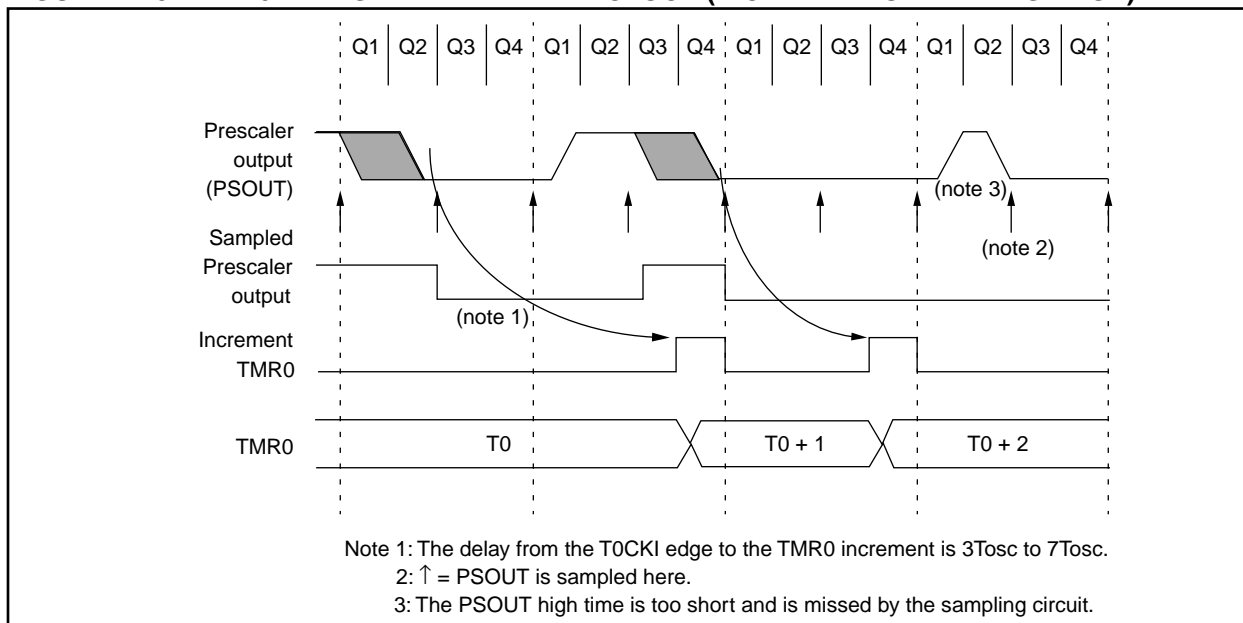 Q1 Q2 Q3 Q4 Q1 Q2 Q3 Q4 Q1 Q2 Q3 Q4 Q1 Q2 Q3 Q4
Prescaler
output
(PSOUT)
(note 3)
(note 2)
Sampled
Prescaler
output
(note 1)
Increment
TMR0
TMR0 T0 T0 + 1 T0 + 2
Note 1: The delay from the T0CKI edge to the TMR0 increment is 3Tosc to 7Tosc.
2: ↑ = PSOUT is sampled here.
3: The PSOUT high time is too short and is missed by the sampling circuit.